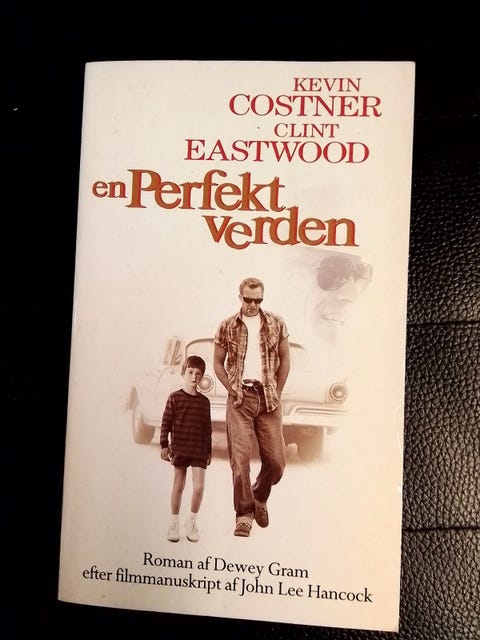 KEVIN
COSTNER
CLINT
EASTWOOD
en Perfekt
verden
Roman af Dewey Gram
efter filmmanuskript af John Lee Hancock